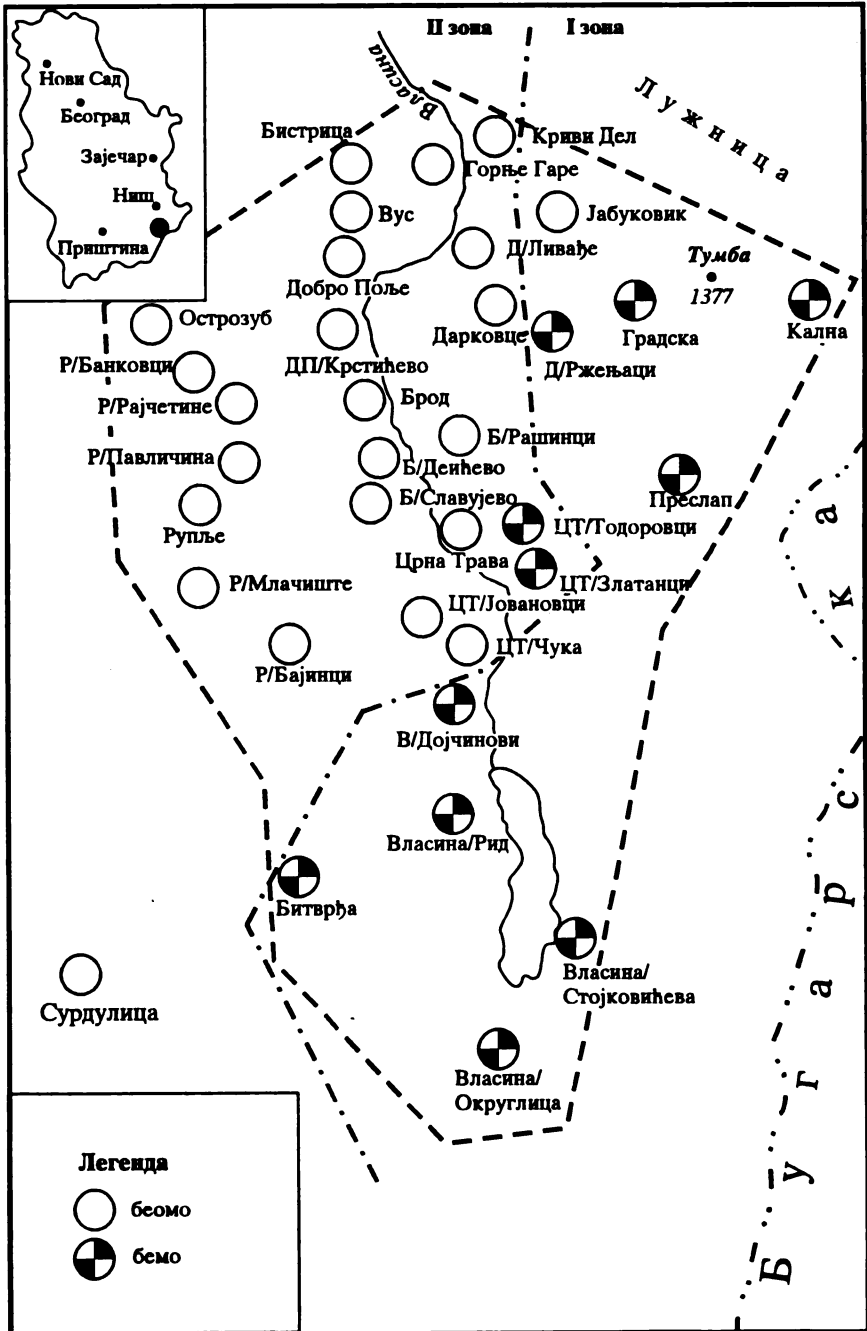 II зона
I зона
Нови Сад
Београд
Зајечар
Ниш
Приштина
Власина
Лужница
Бистрица
Криви Дел
Горње Гаре
Вус
Јабуковик
Д/Ливађе
Тумба
1377
Добро Поље
Острозуб
Дарковце
Градска
Кална
Р/Банковци
ДП/Крстићево
Д/Ржењаци
Р/Рајчетине
Брод
Б/Рашинци
Р/Павличина
Б/Деићево
Б/Славујево
Преслап
Рупље
ЦТ/Тодоровци
Црна Трава
Р/Млачиште
ЦТ/Златанци
ЦТ/Јовановци
ЦТ/Чука
Р/Бајинци
В/Дојчинови
Власина/Рид
Битврђа
Власина/
Стојковићева
Сурдулица
Власина/
Округлица
Бугарска
Легенда
беомо
бемо